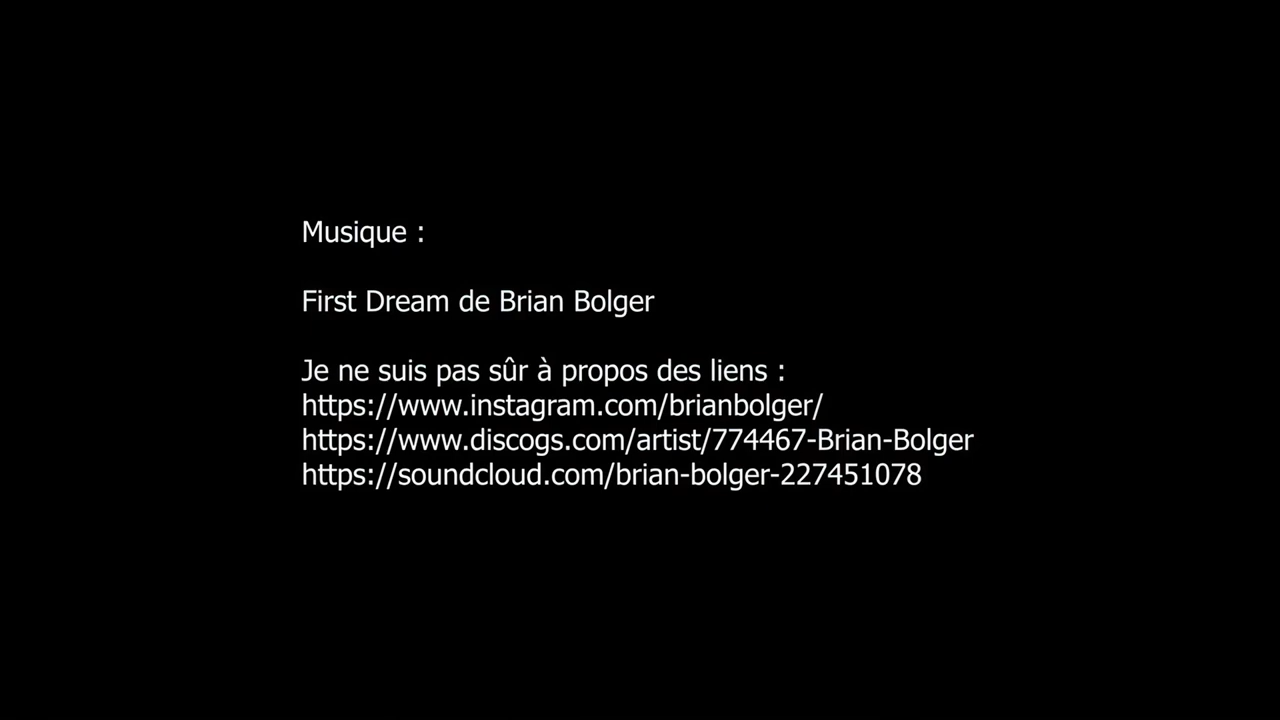 Musique :
First Dream de Brian Bolger
Je ne suis pas sûr à propos des liens :
https://www.instagram.com/brianbolger/
https://www.discogs.com/artist/774467-Brian-Bolger
https://soundcloud.com/brian-bolger-227451078